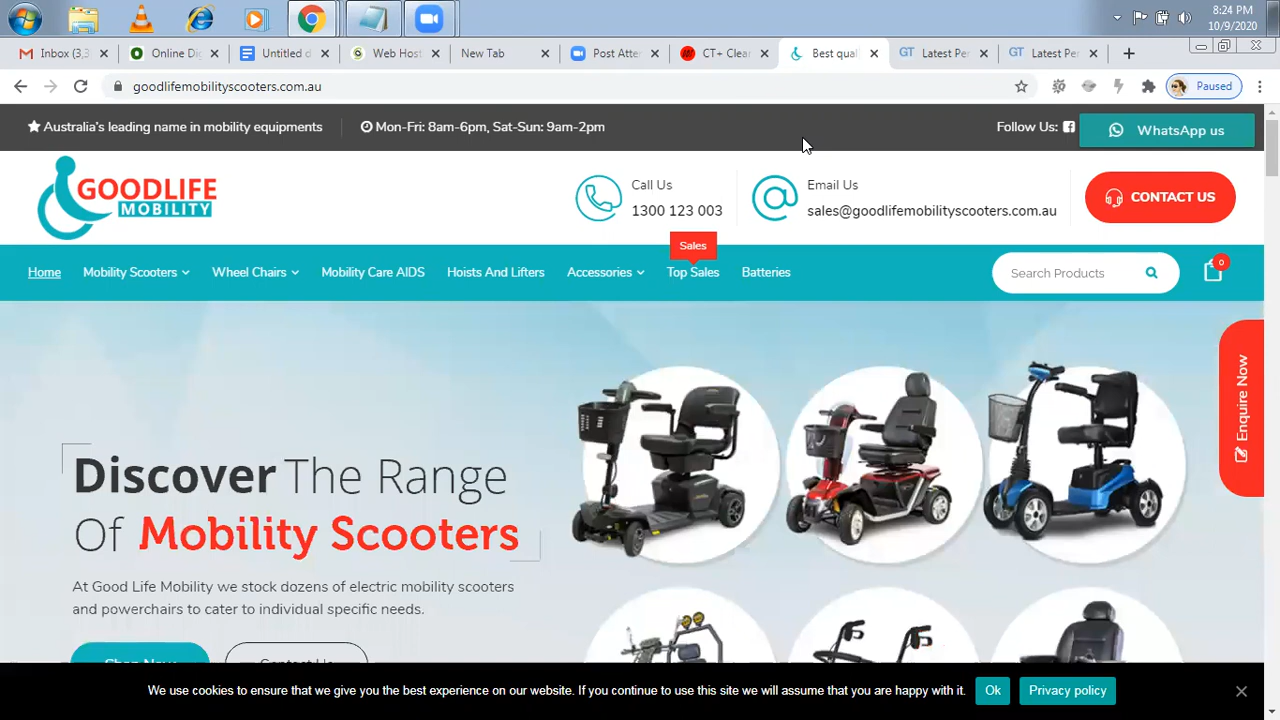 8:24 PM
10/9/2020
Inbox (3,3
Online Dig
Untitled d
Web Host
New Tab
Post Atte
CT+ Clea
Best qual
Latest Per
Latest Per
goodlifemobilityscooters.com.au
Paused
Australia's leading name in mobility equipments
Mon-Fri: 8am-6pm, Sat-Sun: 9am-2pm
Follow Us:
WhatsApp us
GOODLIFE
MOBILITY
Call Us
1300 123 003
Email Us
sales@goodlifemobilityscooters.com.au
CONTACT US
Sales
Home
Mobility Scooters
Wheel Chairs
Mobility Care AIDS
Hoists And Lifters
Accessories
Top Sales
Batteries
Search Products
0
Enquire Now
Discover The Range
Of Mobility Scooters
At Good Life Mobility we stock dozens of electric mobility scooters
and powerchairs to cater to individual specific needs.
Shop Now
Contact Us
We use cookies to ensure that we give you the best experience on our website. If you continue to use this site we will assume that you are happy with it.
Ok
Privacy policy